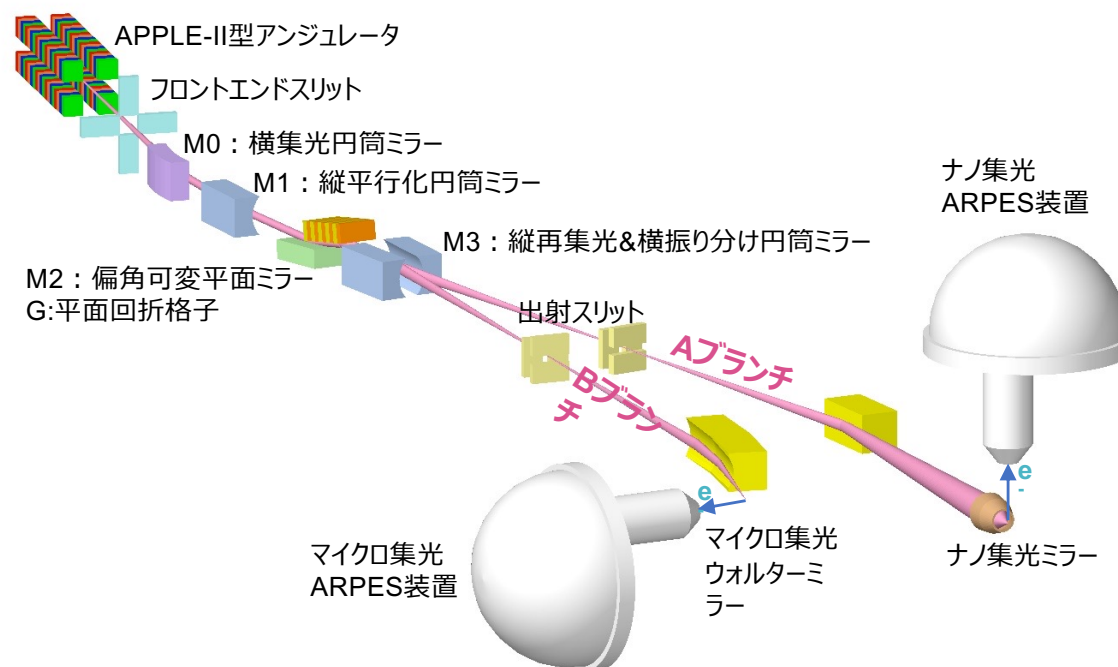 APPLE-II型アンジュレータ
フロントエンドスリット
M0：横集光円筒ミラー
M1：縦平行化円筒ミラー
M3：縦再集光&横振り分け円筒ミラー
M2：偏角可変平面ミラー
G:平面回折格子
出射スリット
Aブランチ
Bブラン
チ
ナノ集光
ARPES装置
e
-
ナノ集光ミラー
e
マイクロ集光
ウォルターミ
ラー
マイクロ集光
ARPES装置